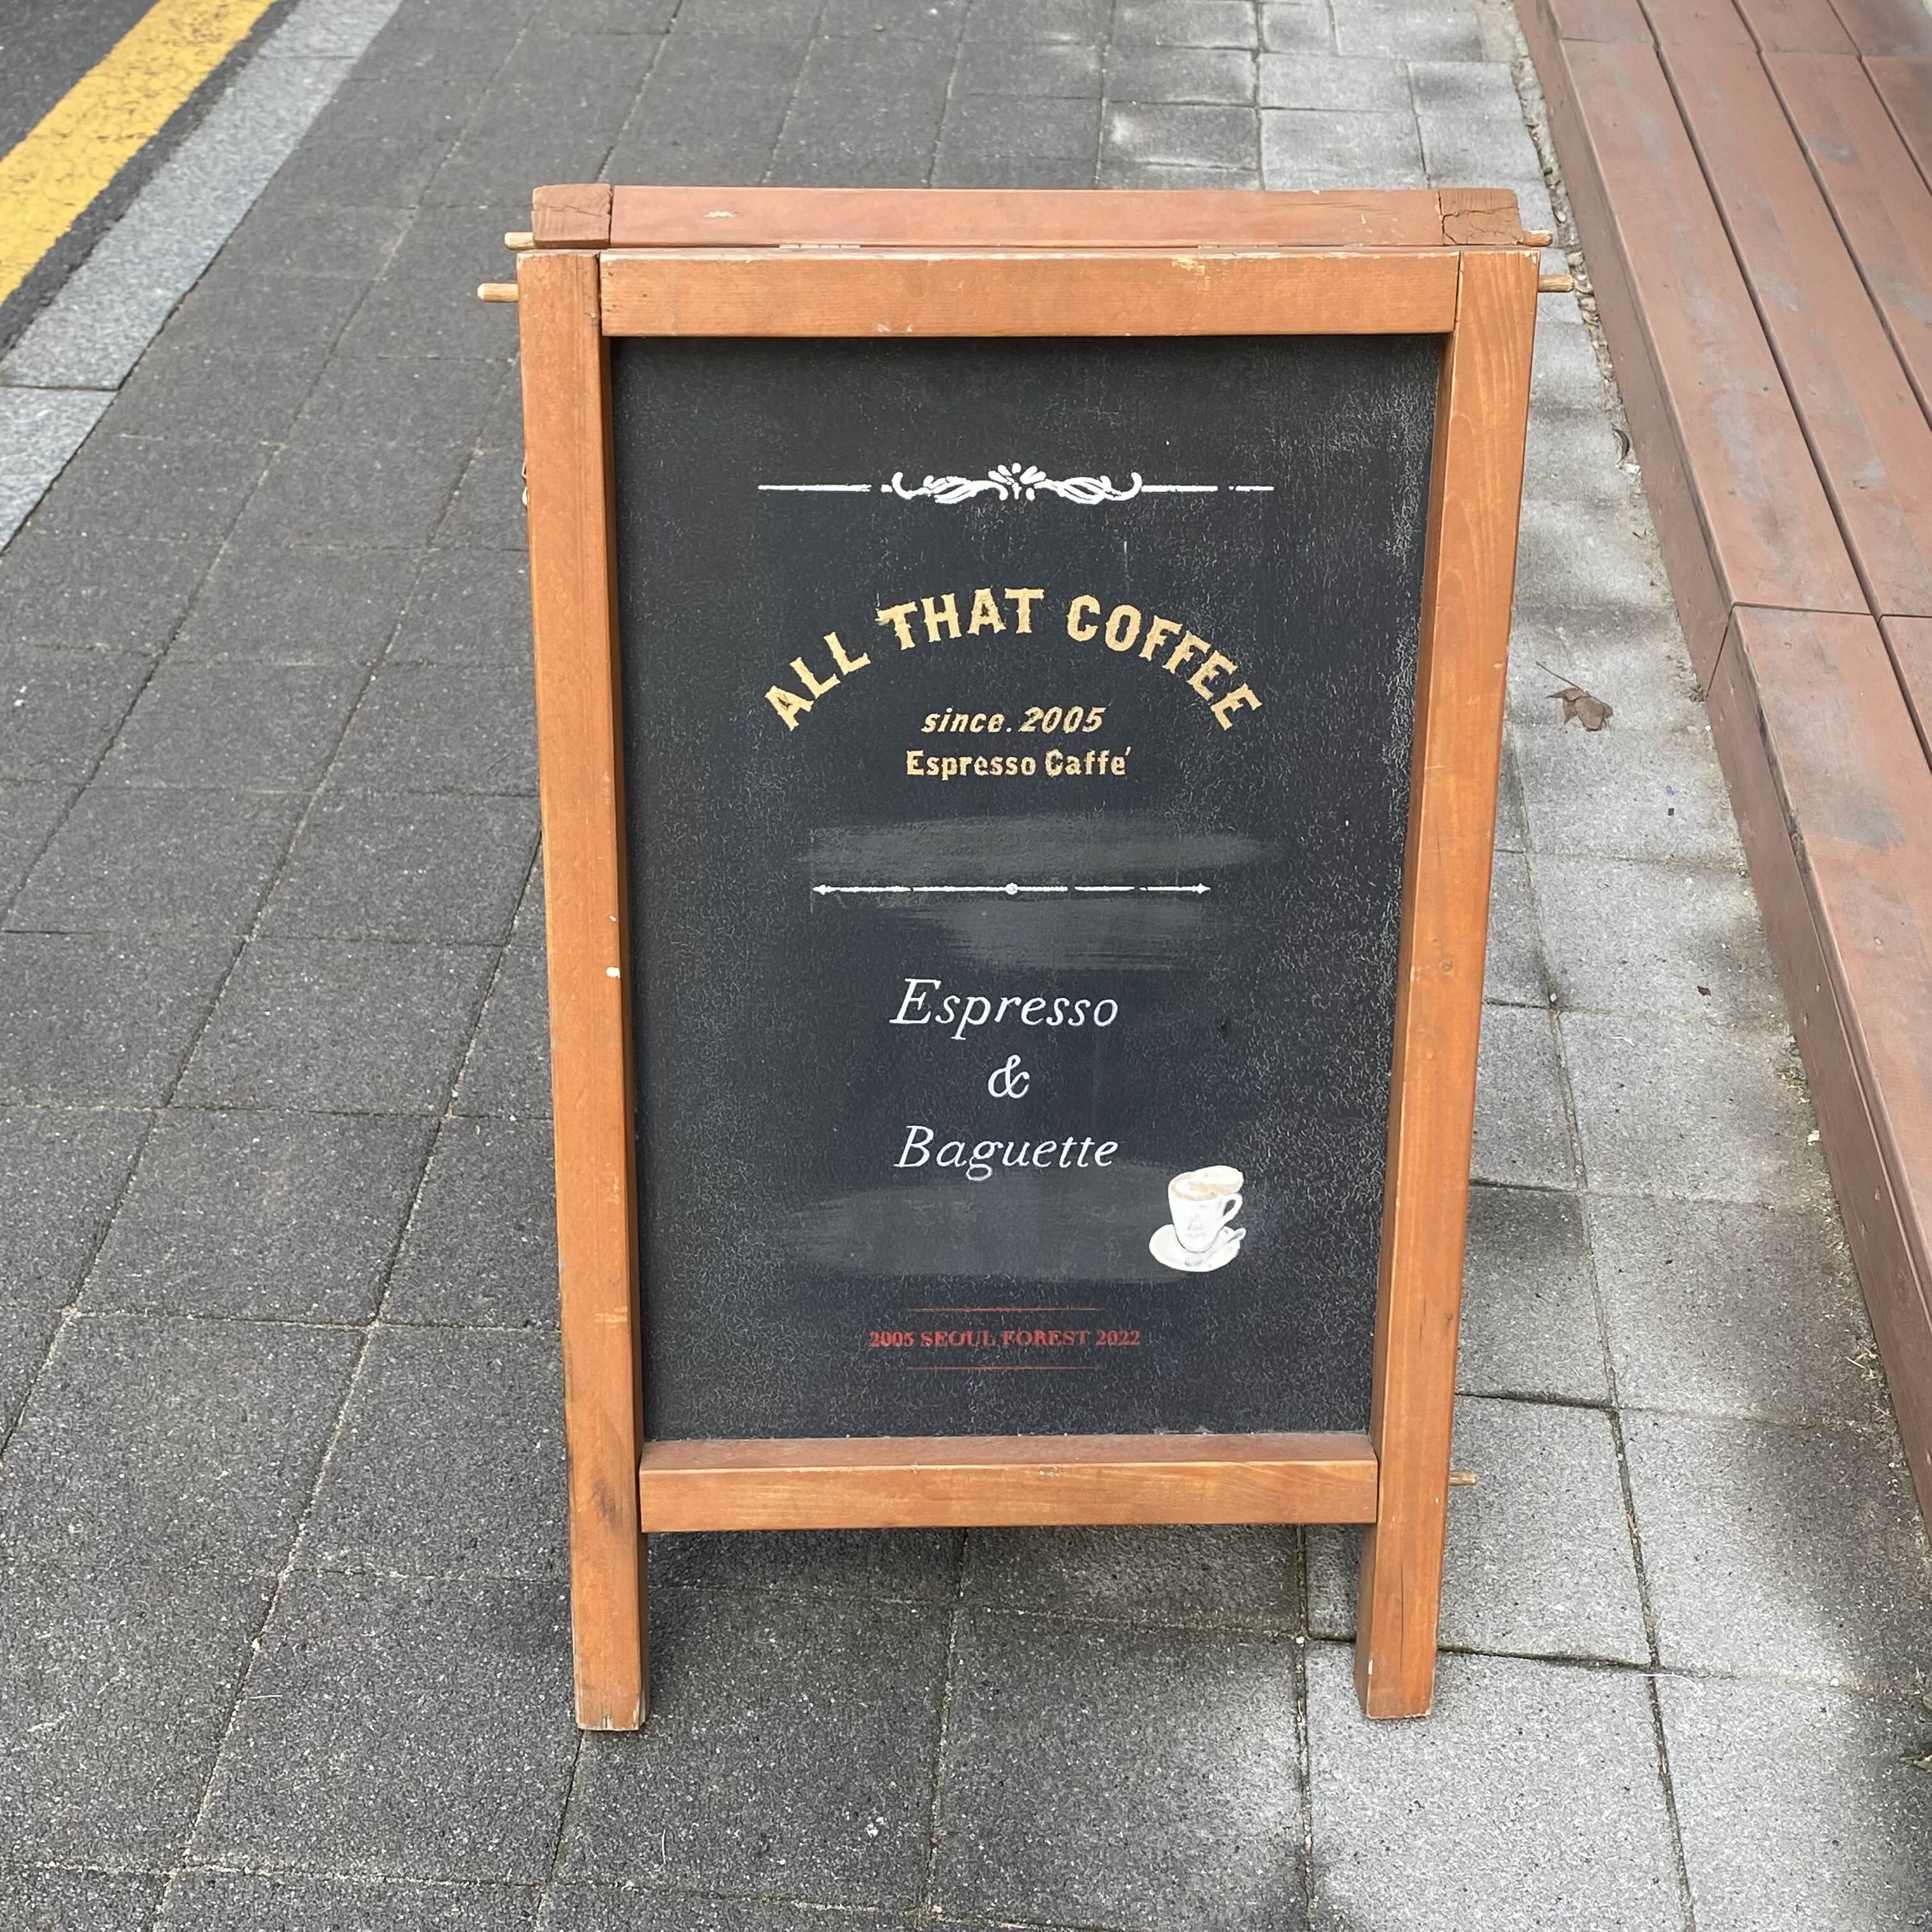 ALL THAT COFFEE
since. 2005
Espresso Caffe'
Espresso
&
Baguette
2005 SEOUL FOREST 2022